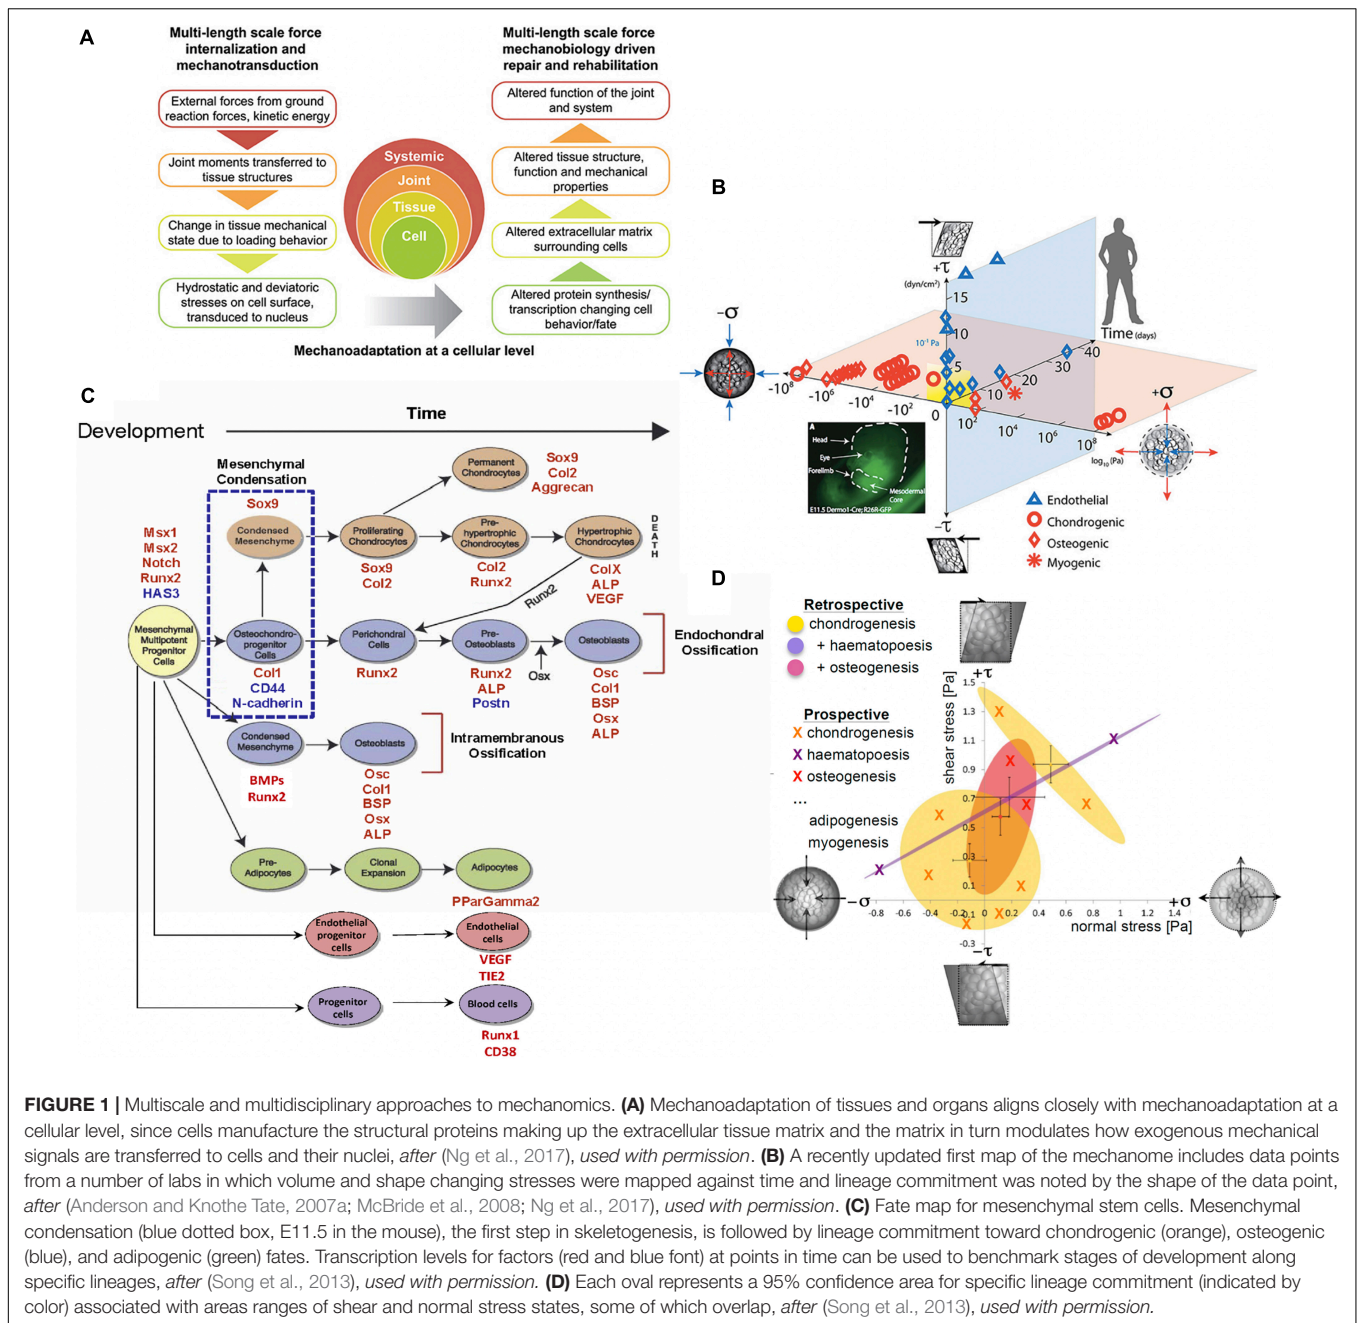 A
Multi-length scale force
internalization and
mechanotransduction
External forces from ground
reaction forces, kinetic energy
Joint moments transferred to
tissue structures
Change in tissue mechanical
state due to loading behavior
Hydrostatic and deviatoric
stresses on cell surface,
transduced to nucleus
Systemic
Joint
Tissue
Cell
Multi-length scale force
mechanobiology driven
repair and rehabilitation
Altered function of the joint
and system
Altered tissue structure,
function and mechanical
properties
Altered extracellular matrix
surrounding cells
Altered protein synthesis/
transcription changing cell
behavior/fate
Mechanoadaptation at a cellular level
B
+τ
(dyn/cm²)
15
10
10⁻¹ Pa
5
0
-σ
-10⁸
-10⁶
-10⁴
-10²
10²
10⁴
10⁶
10⁸
log₁₀ (Pa)
10
20
30
40
Time (days)
+σ
-τ
A
Head
Eye
Forelimb
Mesodermal
Core
E11.5 Dermo1-Cre; R26R-GFP
Endothelial
Chondrogenic
Osteogenic
Myogenic
C
Time
Development
Mesenchymal
Condensation
Sox9
Condensed
Mesenchyme
Msx1
Msx2
Notch
Runx2
HAS3
Mesenchymal
Multipotent
Progenitor
Cells
Osteochondro-
progenitor
Cells
Col1
CD44
N-cadherin
Permanent
Chondrocytes
Sox9
Col2
Aggrecan
Proliferating
Chondrocytes
Sox9
Col2
Pre-
hypertrophic
Chondrocytes
Col2
Runx2
Hypertrophic
Chondrocytes
ColX
ALP
VEGF
DEATH
Runx2
Perichondral
Cells
Runx2
Pre-
Osteoblasts
Runx2
ALP
Postn
Osx
Osteoblasts
Osc
Col1
BSP
Osx
ALP
Endochondral
Ossification
Condensed
Mesenchyme
BMPs
Runx2
Osteoblasts
Osc
Col1
BSP
Osx
ALP
Intramembranous
Ossification
Pre-
Adipocytes
Clonal
Expansion
Adipocytes
PParGamma2
Endothelial
progenitor
cells
Endothelial
cells
VEGF
TIE2
Progenitor
cells
Blood cells
Runx1
CD38
D
Retrospective
chondrogenesis
+ haematopoesis
+ osteogenesis
Prospective
X chondrogenesis
X haematopoesis
X osteogenesis
...
adipogenesis
myogenesis
+τ
shear stress [Pa]
1.5
1.3
1.1
0.9
0.7
0.5
0.3
0.1
-0.1
-0.3
-σ
-0.8
-0.6
-0.4
-0.2
0
0.2
0.4
0.6
0.8
1
1.2
1.4
+σ
normal stress [Pa]
-τ
FIGURE 1 | Multiscale and multidisciplinary approaches to mechanomics. (A) Mechanoadaptation of tissues and organs aligns closely with mechanoadaptation at a
cellular level, since cells manufacture the structural proteins making up the extracellular tissue matrix and the matrix in turn modulates how exogenous mechanical
signals are transferred to cells and their nuclei, after (Ng et al., 2017), used with permission. (B) A recently updated first map of the mechanome includes data points
from a number of labs in which volume and shape changing stresses were mapped against time and lineage commitment was noted by the shape of the data point,
after (Anderson and Knothe Tate, 2007a; McBride et al., 2008; Ng et al., 2017), used with permission. (C) Fate map for mesenchymal stem cells. Mesenchymal
condensation (blue dotted box, E11.5 in the mouse), the first step in skeletogenesis, is followed by lineage commitment toward chondrogenic (orange), osteogenic
(blue), and adipogenic (green) fates. Transcription levels for factors (red and blue font) at points in time can be used to benchmark stages of development along
specific lineages, after (Song et al., 2013), used with permission. (D) Each oval represents a 95% confidence area for specific lineage commitment (indicated by
color) associated with areas ranges of shear and normal stress states, some of which overlap, after (Song et al., 2013), used with permission.